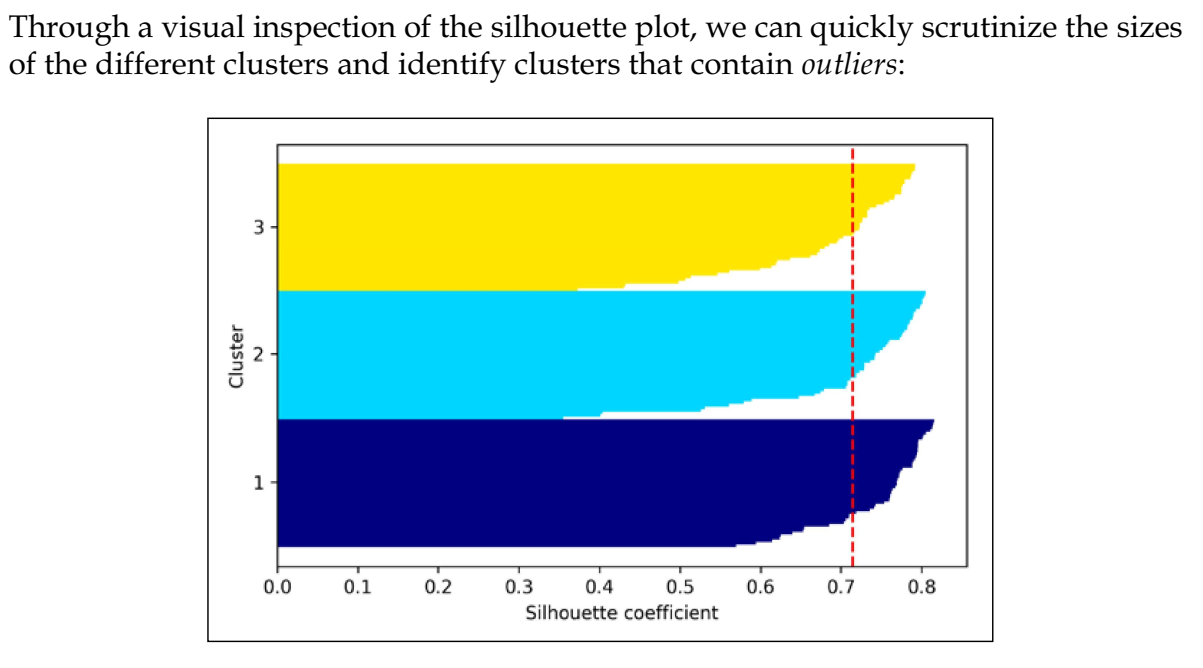 Through a visual inspection of the silhouette plot, we can quickly scrutinize the sizes
of the different clusters and identify clusters that contain outliers:
3
2
1
Cluster
0.0 0.1 0.2 0.3 0.4 0.5 0.6 0.7 0.8
Silhouette coefficient